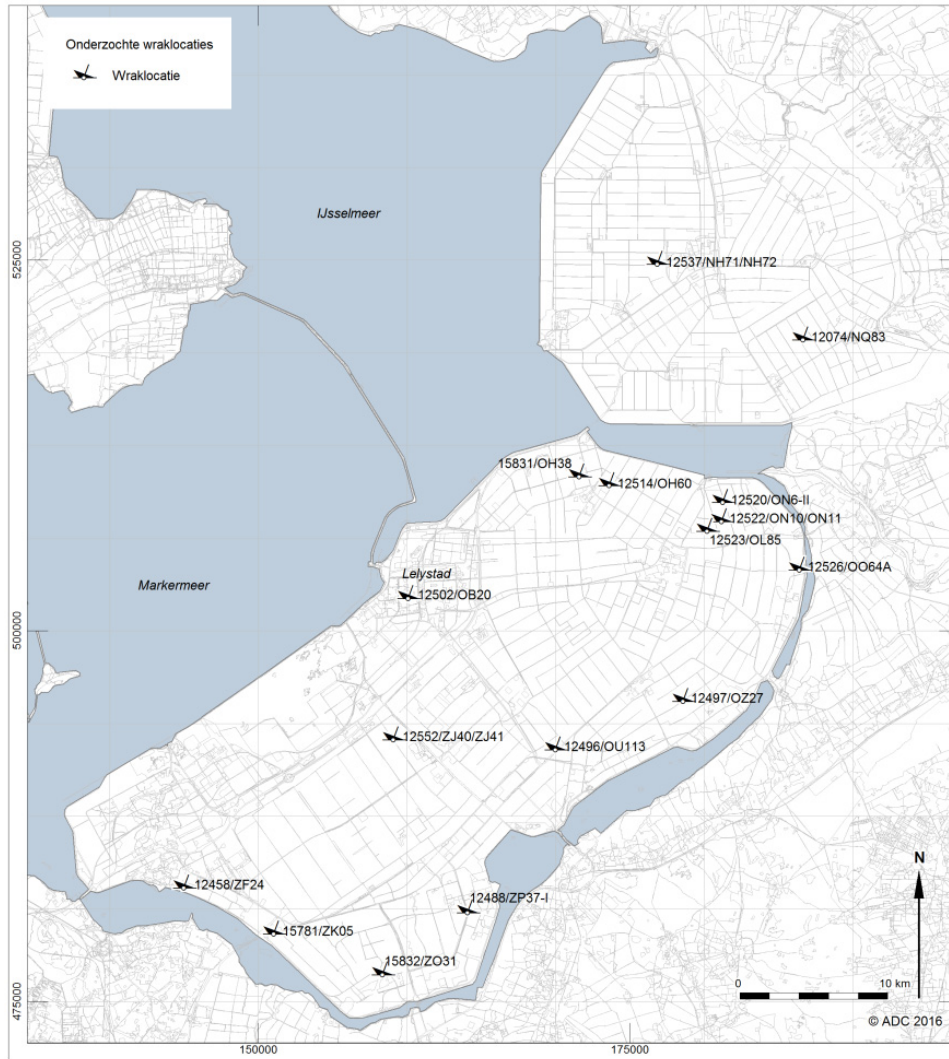 Onderzochte wraklocaties
Wraklocatie
IJsselmeer
525000
12537/NH71/NH72
12074/NQ83
15831/OH38
12514/OH60
12520/ON6-II
12522/ON10/ON11
12523/OL85
12526/OO64A
Markermeer
Lelystad
12502/OB20
500000
12497/OZ27
12552/ZJ40/ZJ41
12496/OU113
12458/ZF24
12488/ZP37-I
15781/ZK05
15832/ZO31
N
0 10 km
475000
© ADC 2016
150000 175000